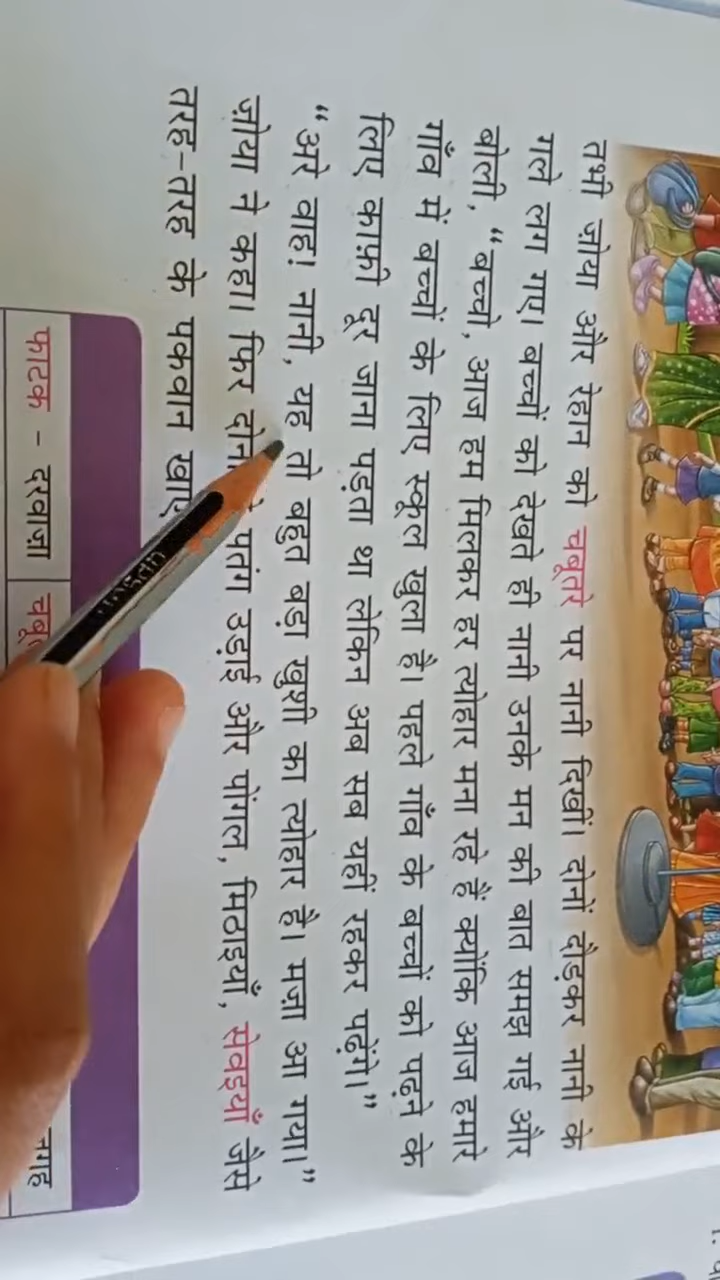 तभी ज़ोया और रेहान को चबूतरे पर नानी दिखीं। दोनों दौड़कर नानी के
गले लग गए। बच्चों को देखते ही नानी उनके मन की बात समझ गईं और
बोली, “बच्चो, आज हम मिलकर हर त्योहार मना रहे हैं क्योंकि आज हमारे
गाँव में बच्चों के लिए स्कूल खुला है। पहले गाँव के बच्चों को पढ़ने के
लिए काफ़ी दूर जाना पड़ता था लेकिन अब सब यहीं रहकर पढ़ेंगे।”
“अरे वाह! नानी, यह तो बहुत बड़ा खुशी का त्योहार है। मज़ा आ गया।”
ज़ोया ने कहा। फिर पतंग उड़ाई और पोंगल, मिठाइयाँ, सेवइयाँ जैसे
तरह-तरह के पकवान खाए
फाटक – दरवाज़ा